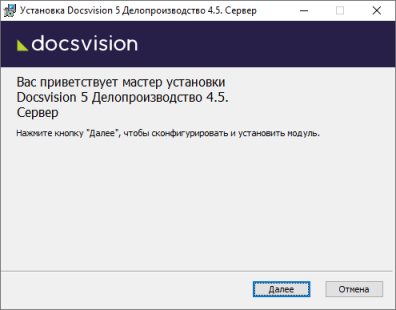 Установка Docsvision 5 Делопроизводство 4.5. Сервер
docsvision
Вас приветствует мастер установки
Docsvision 5 Делопроизводство 4.5.
Сервер
Нажмите кнопку "Далее", чтобы сконфигурировать и установить модуль.
Далее
Отмена